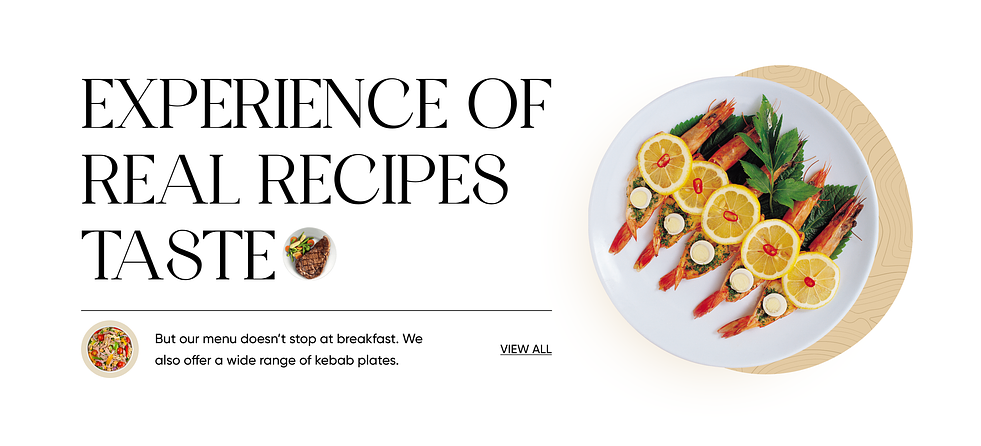 EXPERIENCE OF
REAL RECIPES
TASTE
But our menu doesn’t stop at breakfast. We
also offer a wide range of kebab plates.
VIEW ALL